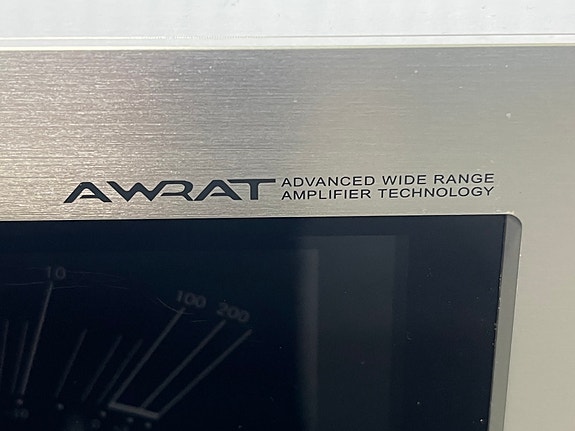 AWRAT ADVANCED WIDE RANGE
AMPLIFIER TECHNOLOGY
10
100 200